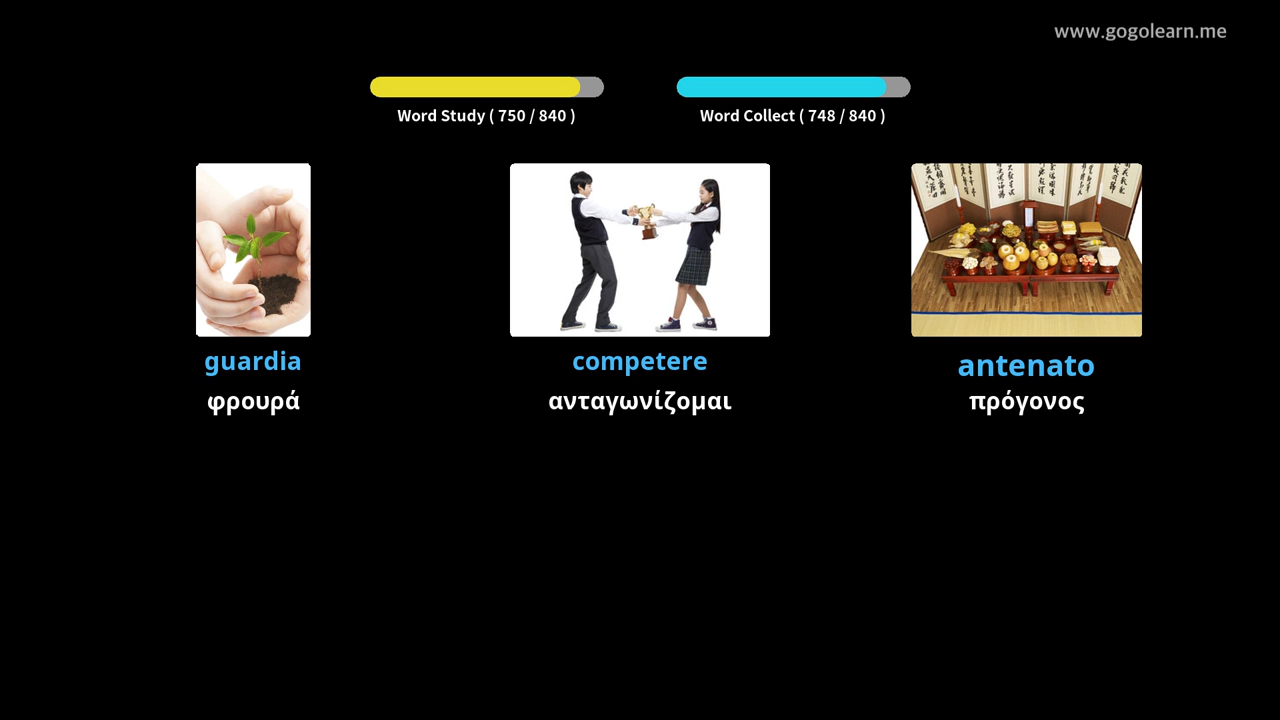 www.gogolearn.me
Word Study ( 750 / 840 )
Word Collect ( 748 / 840 )
guardia
competere
antenato
φρουρά
ανταγωνίζομαι
πρόγονος